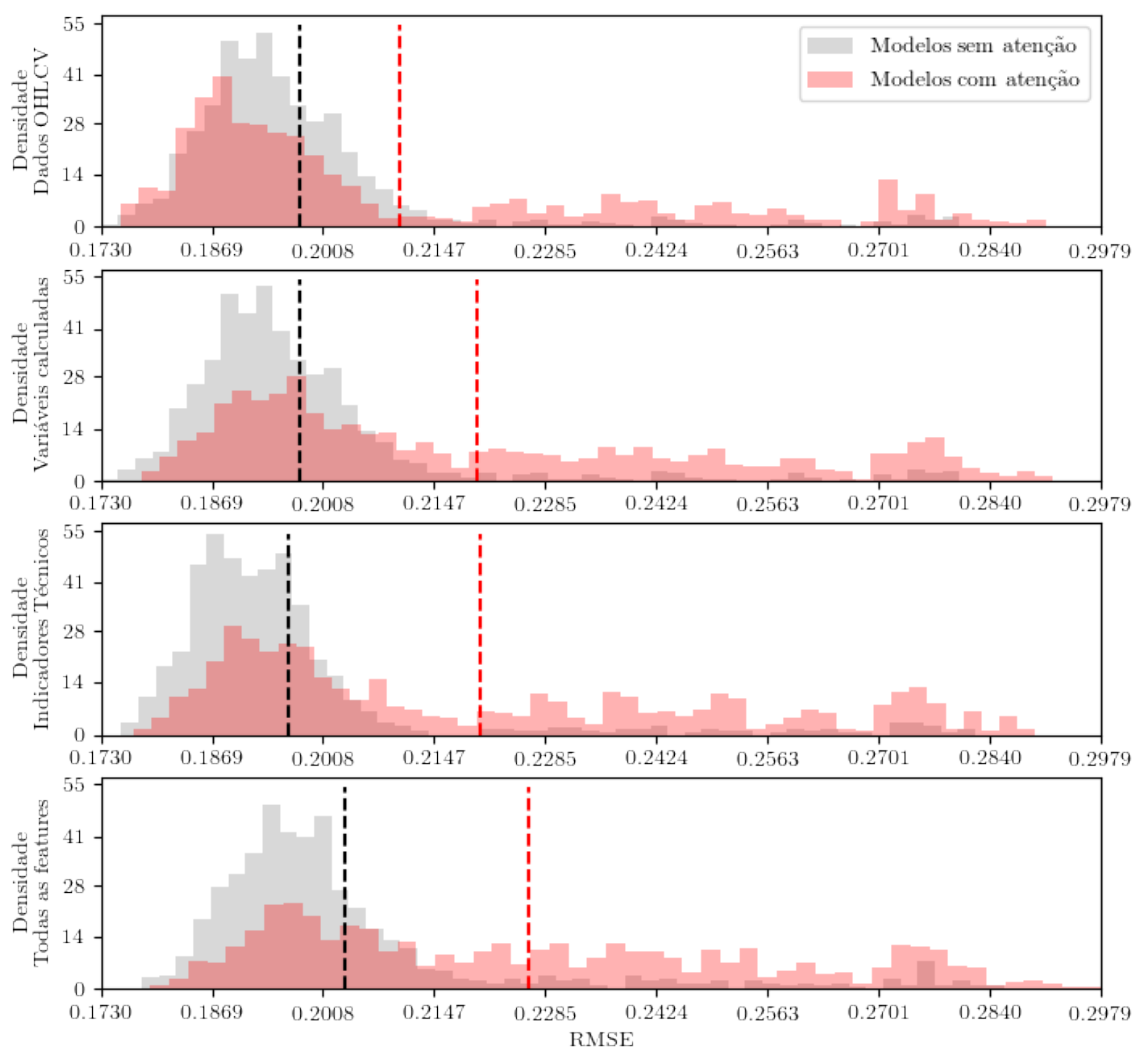 55
41
28
14
0
Densidade
Dados OHLCV
Modelos sem atenção
Modelos com atenção
0.1730 0.1869 0.2008 0.2147 0.2285 0.2424 0.2563 0.2701 0.2840 0.2979
55
41
28
14
0
Densidade
Variáveis calculadas
0.1730 0.1869 0.2008 0.2147 0.2285 0.2424 0.2563 0.2701 0.2840 0.2979
55
41
28
14
0
Densidade
Indicadores Técnicos
0.1730 0.1869 0.2008 0.2147 0.2285 0.2424 0.2563 0.2701 0.2840 0.2979
55
41
28
14
0
Densidade
Todas as features
0.1730 0.1869 0.2008 0.2147 0.2285 0.2424 0.2563 0.2701 0.2840 0.2979
RMSE